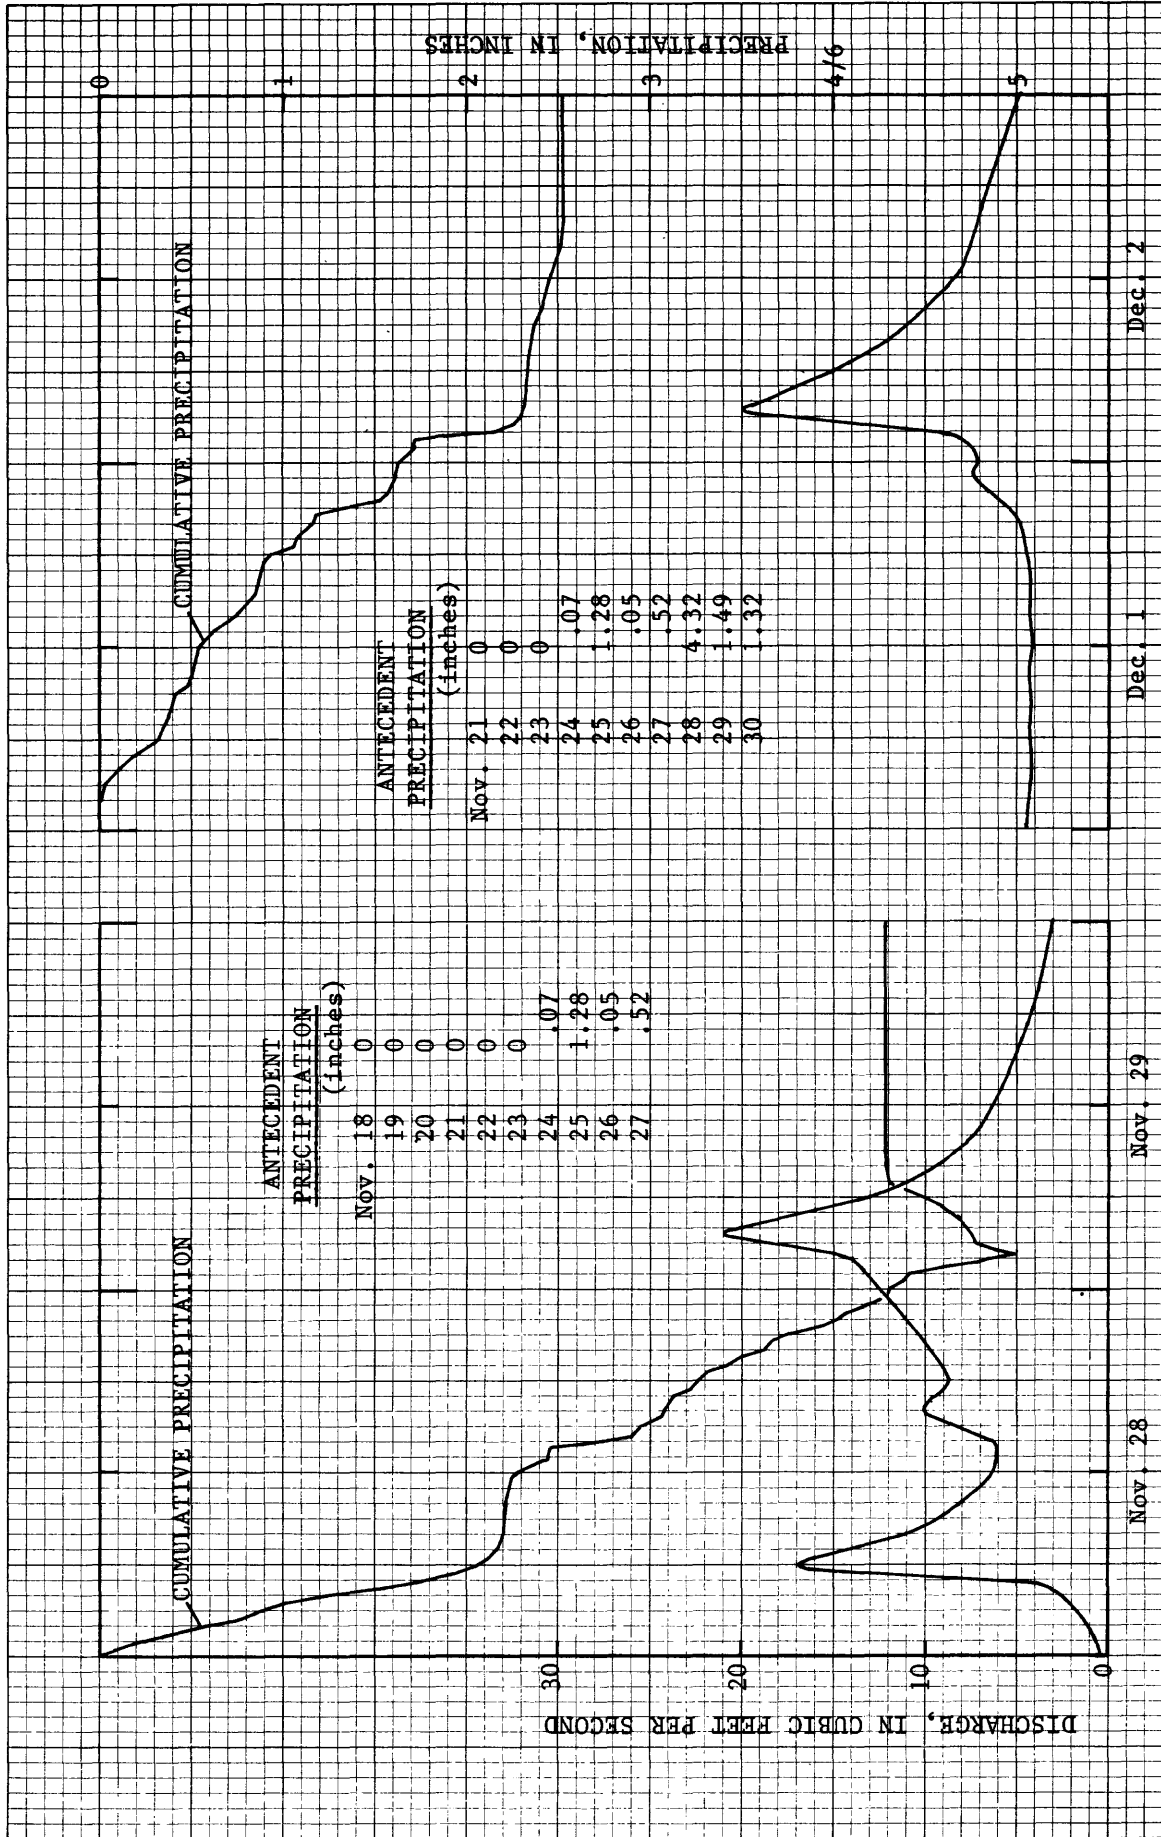 CUMULATIVE PRECIPITATION
ANTECEDENT
PRECIPITATION
(inches)
Nov. 18 0
19 0
20 0
21 0
22 0
23 0
24 .07
25 1.28
26 .05
27 .52
CUMULATIVE PRECIPITATION
ANTECEDENT
PRECIPITATION
(inches)
Nov. 21 0
22 0
23 0
24 .07
25 1.28
26 .05
27 .52
28 4.32
29 1.49
30 1.32
DISCHARGE, IN CUBIC FEET PER SECOND
30
20
10
0
PRECIPITATION, IN INCHES
0
1
2
3
4/6
5
Nov. 28
Nov. 29
Dec. 1
Dec. 2